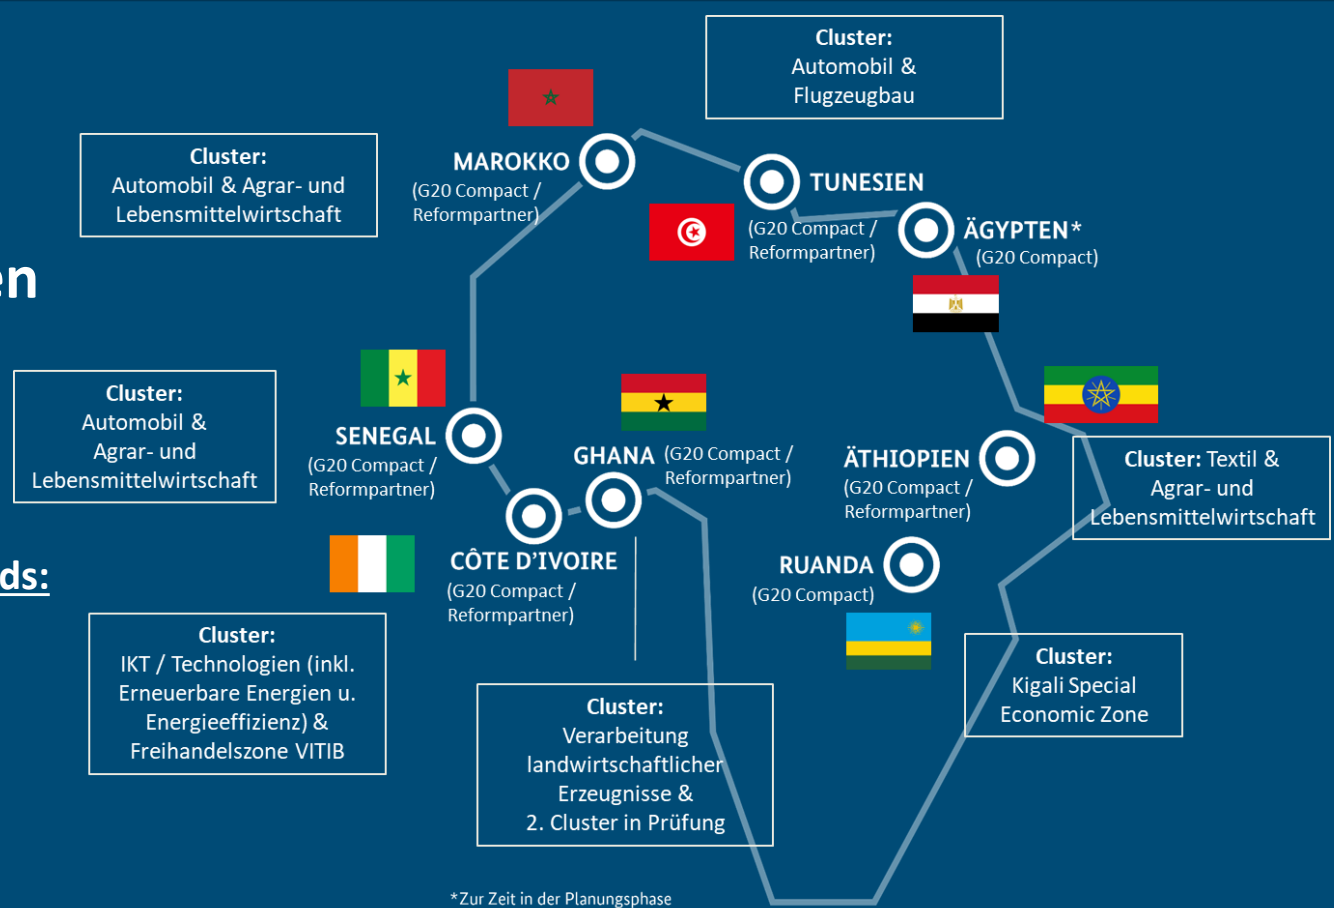 Cluster:
Automobil &
Flugzeugbau
Cluster:
Automobil & Agrar- und
Lebensmittelwirtschaft
MAROKKO
(G20 Compact /
Reformpartner)
TUNESIEN
(G20 Compact /
Reformpartner)
ÄGYPTEN*
(G20 Compact)
en
Cluster:
Automobil &
Agrar- und
Lebensmittelwirtschaft
SENEGAL
(G20 Compact /
Reformpartner)
GHANA (G20 Compact /
Reformpartner)
ÄTHIOPIEN
(G20 Compact /
Reformpartner)
Cluster: Textil &
Agrar- und
Lebensmittelwirtschaft
CÔTE D'IVOIRE
(G20 Compact /
Reformpartner)
RUANDA
(G20 Compact)
ds:
Cluster:
IKT / Technologien (inkl.
Erneuerbare Energien u.
Energieeffizienz) &
Freihandelszone VITIB
Cluster:
Verarbeitung
landwirtschaftlicher
Erzeugnisse &
2. Cluster in Prüfung
Cluster:
Kigali Special
Economic Zone
*Zur Zeit in der Planungsphase